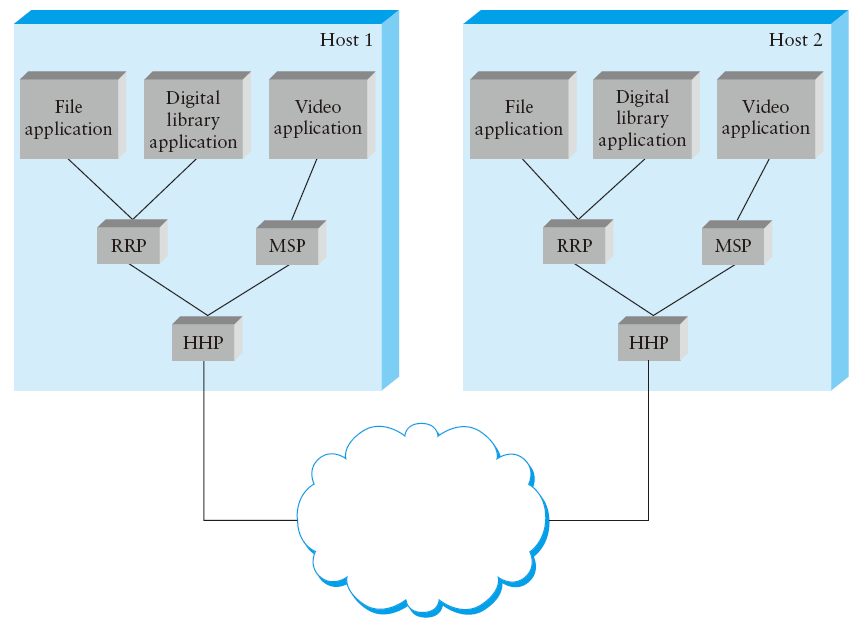 Host 1
File
application
Digital
library
application
Video
application
RRP
MSP
HHP
Host 2
File
application
Digital
library
application
Video
application
RRP
MSP
HHP